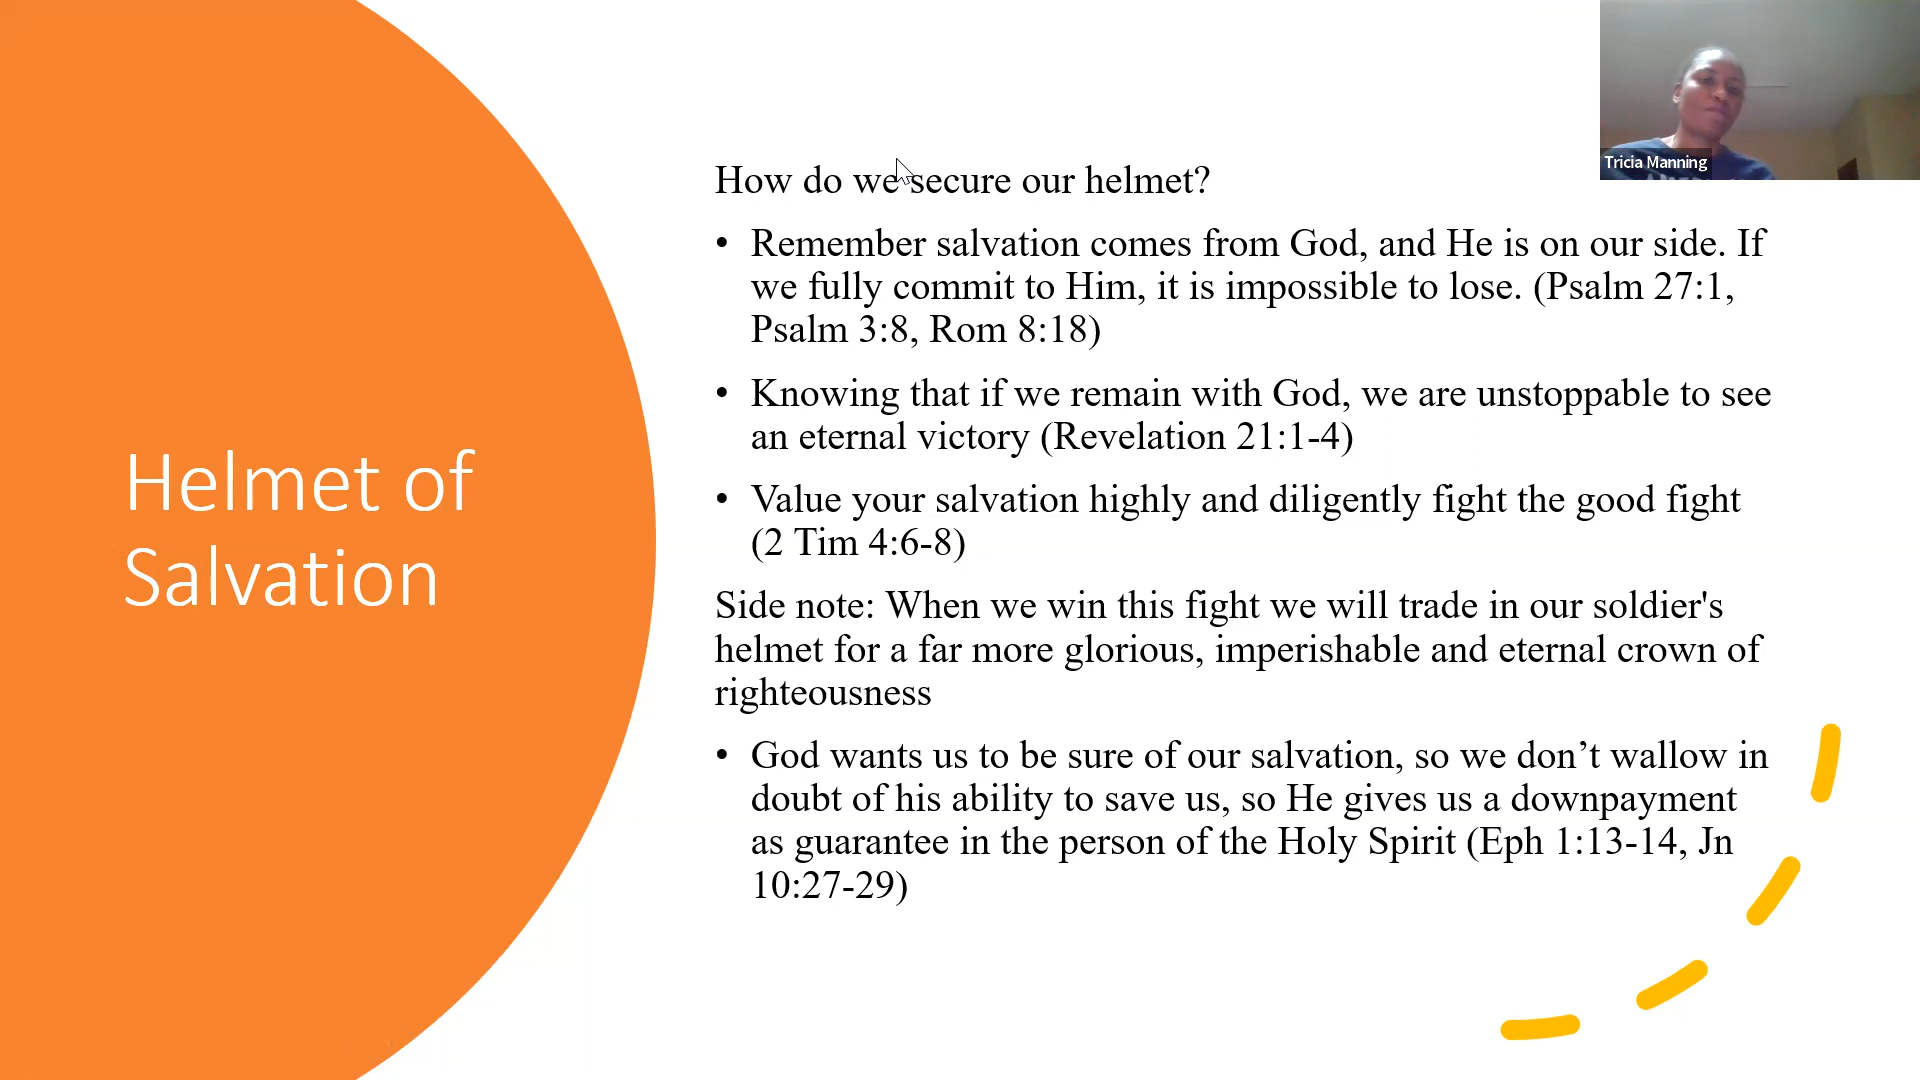 Helmet of
Salvation
How do we secure our helmet?
• Remember salvation comes from God, and He is on our side. If
we fully commit to Him, it is impossible to lose. (Psalm 27:1,
Psalm 3:8, Rom 8:18)
• Knowing that if we remain with God, we are unstoppable to see
an eternal victory (Revelation 21:1-4)
• Value your salvation highly and diligently fight the good fight
(2 Tim 4:6-8)
Side note: When we win this fight we will trade in our soldier's
helmet for a far more glorious, imperishable and eternal crown of
righteousness
• God wants us to be sure of our salvation, so we don’t wallow in
doubt of his ability to save us, so He gives us a downpayment
as guarantee in the person of the Holy Spirit (Eph 1:13-14, Jn
10:27-29)
Tricia Manning